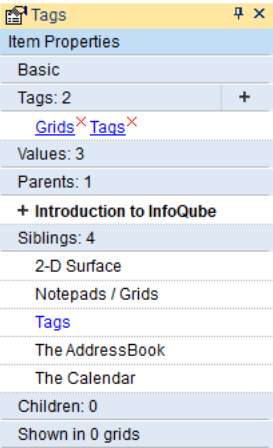 Tags
Item Properties
Basic
Tags: 2 +
Grids Tags
Values: 3
Parents: 1
+ Introduction to InfoQube
Siblings: 4
2-D Surface
Notepads / Grids
Tags
The AddressBook
The Calendar
Children: 0
Shown in 0 grids